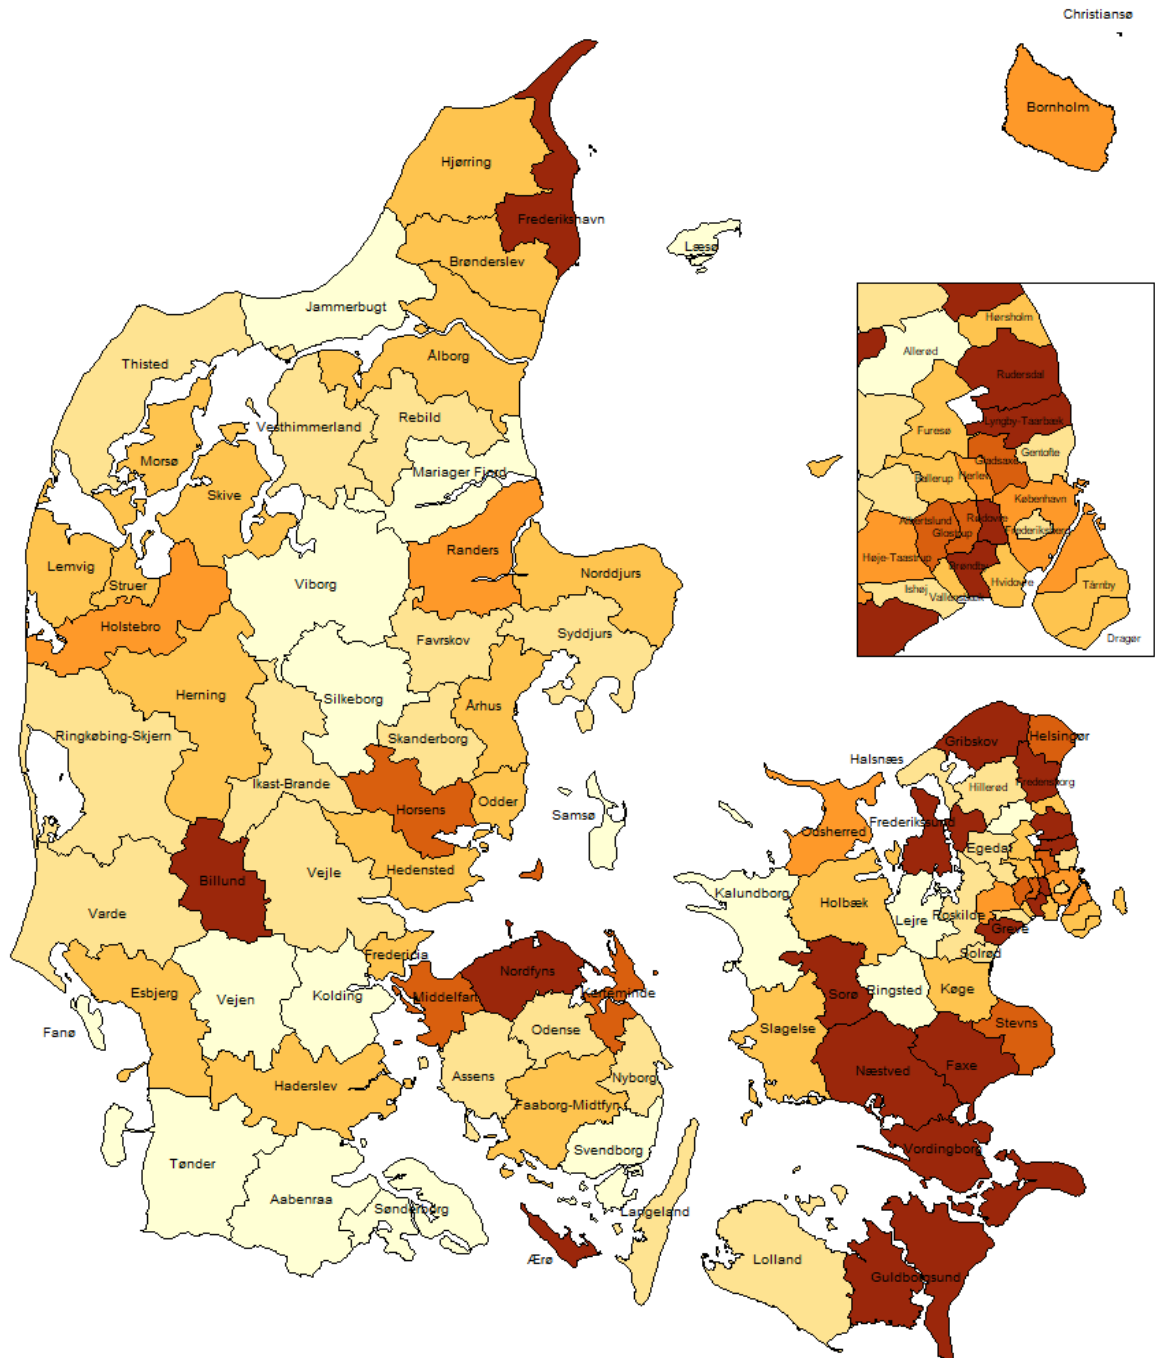 Christiansø
Bornholm
Hjørring
Frederikshavn
Læsø
Brønderslev
Jammerbugt
Thisted
Ålborg
Rebild
Vesthimmerland
Morsø
Mariager Fjord
Skive
Randers
Lemvig
Struer
Viborg
Norddjurs
Holstebro
Favrskov
Syddjurs
Herning
Silkeborg
Århus
Ringkøbing-Skjern
Skanderborg
Ikast-Brande
Horsens
Odder
Samsø
Billund
Vejle
Hedensted
Varde
Fredericia
Esbjerg
Vejen
Kolding
Middelfart
Nordfyns
Kerteminde
Fanø
Odense
Assens
Nyborg
Haderslev
Faaborg-Midtfyn
Svendborg
Tønder
Aabenraa
Sønderborg
Langeland
Ærø
Hørsholm
Allerød
Rudersdal
Lyngby-Taarbæk
Furesø
Gentofte
Gladsaxe
Ballerup
Herlev
København
Albertslund
Rødovre
Glostrup
Frederiksberg
Høje-Taastrup
Brøndby
Ishøj
Hvidovre
Tårnby
Vallensbæk
Dragør
Helsingør
Gribskov
Halsnæs
Fredensborg
Hillerød
Frederikssund
Odsherred
Egedal
Kalundborg
Holbæk
Lejre
Roskilde
Greve
Solrød
Sorø
Ringsted
Køge
Slagelse
Stevns
Næstved
Faxe
Vordingborg
Lolland
Guldborgsund